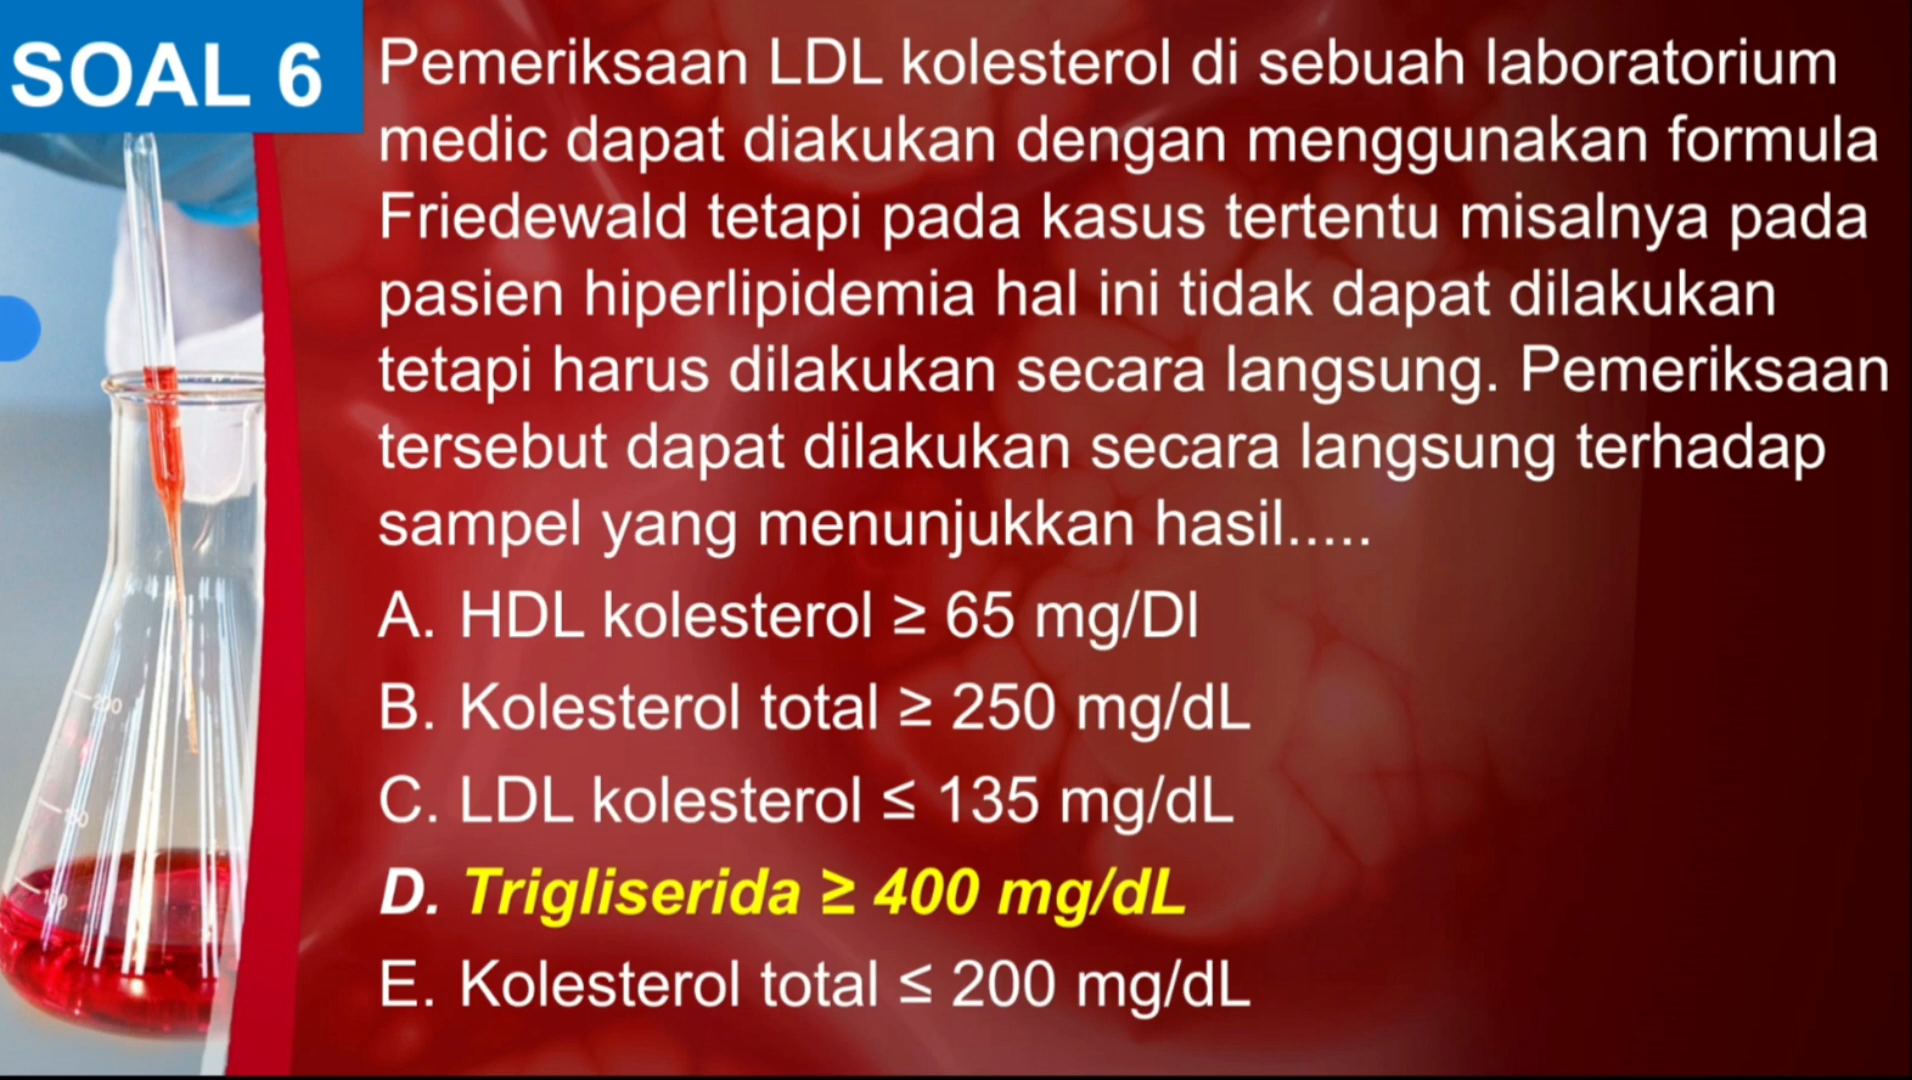 SOAL 6
Pemeriksaan LDL kolesterol di sebuah laboratorium
medic dapat diakukan dengan menggunakan formula
Friedewald tetapi pada kasus tertentu misalnya pada
pasien hiperlipidemia hal ini tidak dapat dilakukan
tetapi harus dilakukan secara langsung. Pemeriksaan
tersebut dapat dilakukan secara langsung terhadap
sampel yang menunjukkan hasil.....
A. HDL kolesterol ≥ 65 mg/Dl
B. Kolesterol total ≥ 250 mg/dL
C. LDL kolesterol ≤ 135 mg/dL
D. Trigliserida ≥ 400 mg/dL
E. Kolesterol total ≤ 200 mg/dL
200
150
100